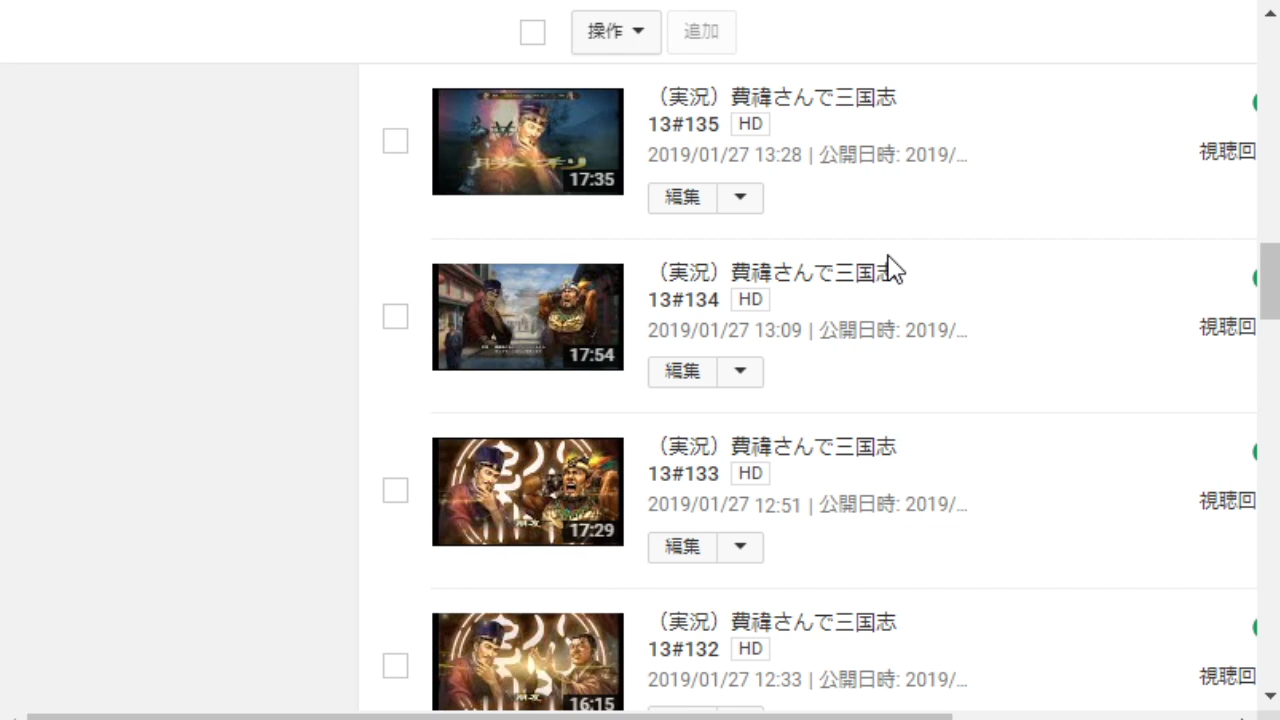 操作 追加
（実況）費禕さんで三国志
13#135 HD
2019/01/27 13:28 | 公開日時: 2019/...
視聴回
勝利
17:35
編集
（実況）費禕さんで三国志
13#134 HD
2019/01/27 13:09 | 公開日時: 2019/...
視聴回
17:54
編集
（実況）費禕さんで三国志
13#133 HD
2019/01/27 12:51 | 公開日時: 2019/...
視聴回
17:29
編集
（実況）費禕さんで三国志
13#132 HD
2019/01/27 12:33 | 公開日時: 2019/...
視聴回
16:15